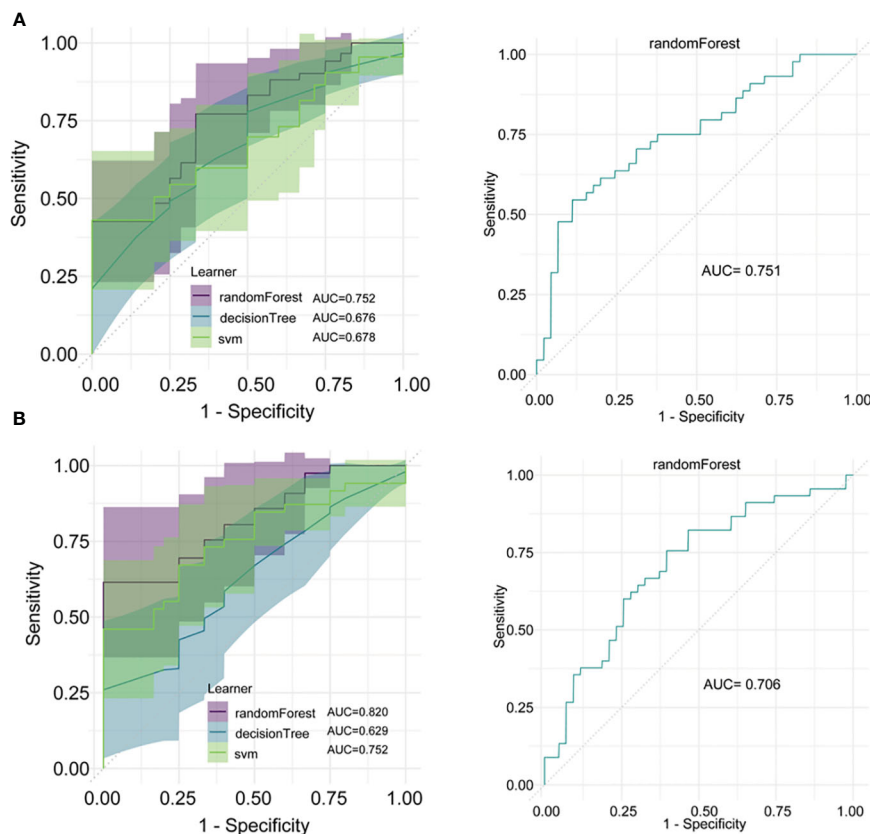 A
1.00
0.75
0.50
0.25
0.00
Sensitivity
Learner
randomForest AUC=0.752
decisionTree AUC=0.676
svm AUC=0.678
0.00 0.25 0.50 0.75 1.00
1 - Specificity
randomForest
1.00
0.75
0.50
0.25
0.00
Sensitivity
AUC= 0.751
0.00 0.25 0.50 0.75 1.00
1 - Specificity
B
1.00
0.75
0.50
0.25
0.00
Sensitivity
Learner
randomForest AUC=0.820
decisionTree AUC=0.629
svm AUC=0.752
0.00 0.25 0.50 0.75 1.00
1 - Specificity
randomForest
1.00
0.75
0.50
0.25
0.00
Sensitivity
AUC= 0.706
0.00 0.25 0.50 0.75 1.00
1 - Specificity